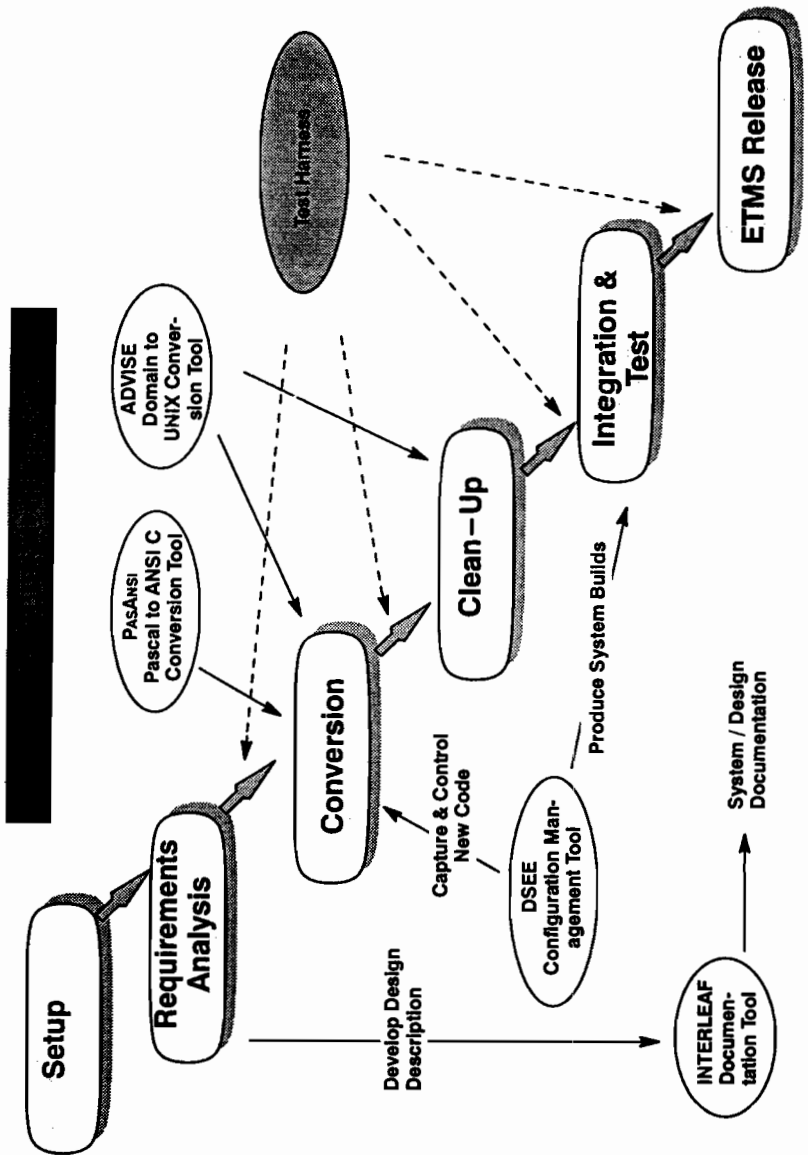 Setup
Requirements
Analysis
Conversion
Clean–Up
Integration &
Test
ETMS Release
PASANSI
Pascal to ANSI C
Conversion Tool
ADVISE
Domain to
UNIX Conver-
sion Tool
Test Harness
Develop Design
Description
Capture & Control
New Code
Produce System Builds
DSEE
Configuration Man-
agement Tool
INTERLEAF
Documen-
tation Tool
System / Design
Documentation